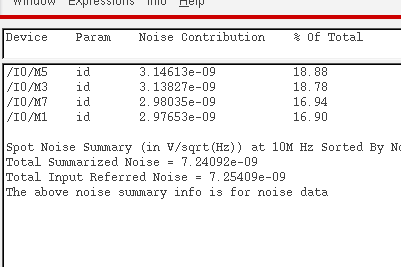 Window Expressions Info Help
Device Param Noise Contribution % Of Total
/I0/M5 id 3.14613e-09 18.88
/I0/M3 id 3.13827e-09 18.78
/I0/M7 id 2.98035e-09 16.94
/I0/M1 id 2.97653e-09 16.90
Spot Noise Summary (in V/sqrt(Hz)) at 10M Hz Sorted By
Total Summarized Noise = 7.24092e-09
Total Input Referred Noise = 7.25409e-09
The above noise summary info is for noise data